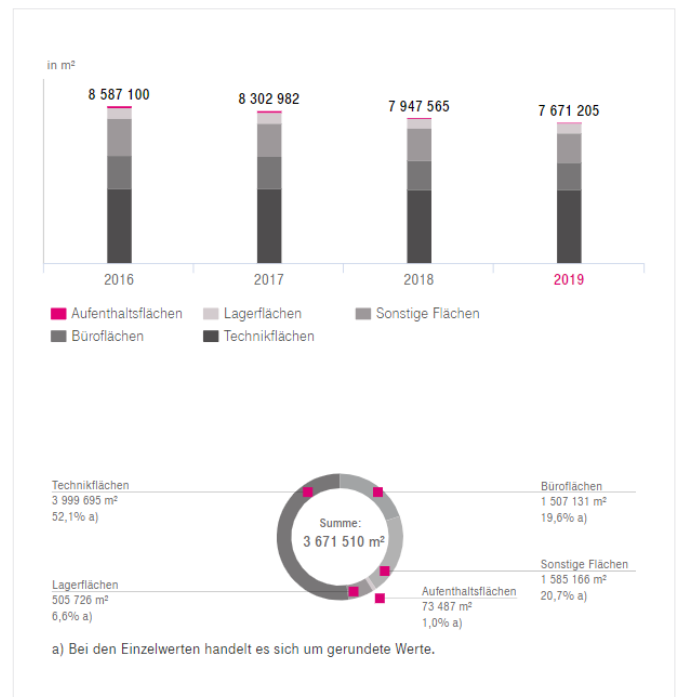 in m²
8 587 100
8 302 982
7 947 565
7 671 205
2016
2017
2018
2019
Aufenthaltsflächen
Lagerflächen
Sonstige Flächen
Büroflächen
Technikflächen
Technikflächen
3 999 695 m²
52,1% a)
Büroflächen
1 507 131 m²
19,6% a)
Summe:
3 671 510 m²
Sonstige Flächen
1 585 166 m²
20,7% a)
Lagerflächen
505 726 m²
6,6% a)
Aufenthaltsflächen
73 487 m²
1,0% a)
a) Bei den Einzelwerten handelt es sich um gerundete Werte.